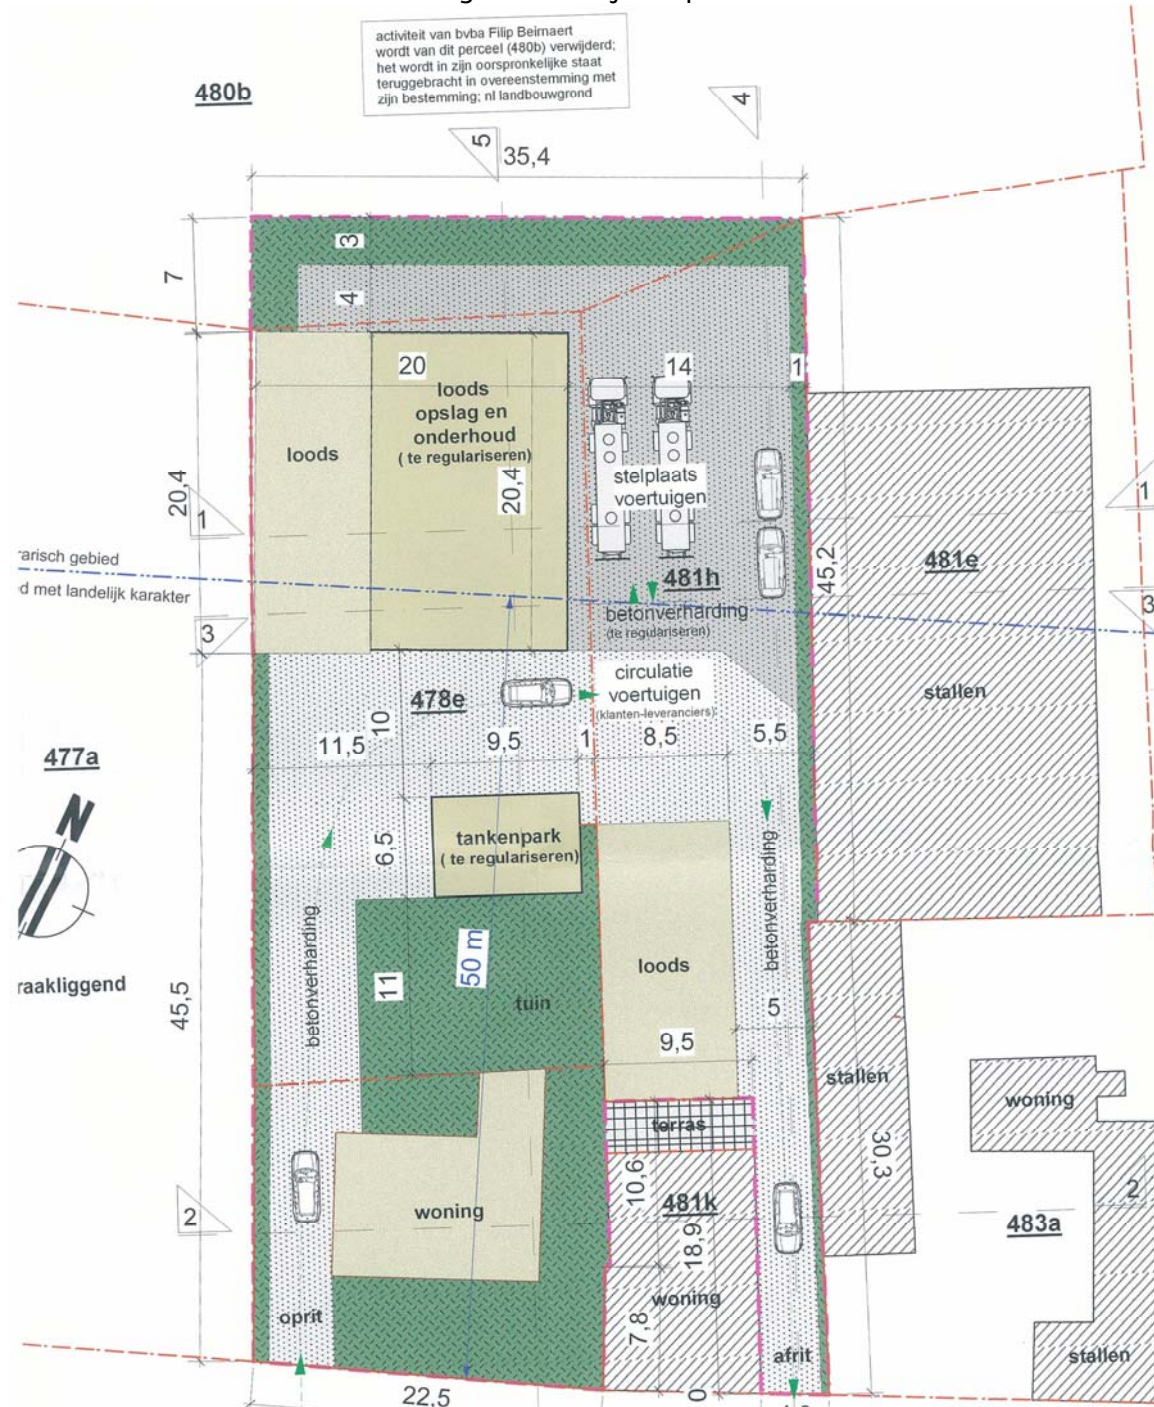 activiteit van bvba Filip Beirnaert
wordt van dit perceel (480b) verwijderd;
het wordt in zijn oorspronkelijke staat
teruggebracht in overeenstemming met
zijn bestemming; nl landbouwgrond
480b
4
5
35,4
3
7
4
20
14
1
loods
opslag en
onderhoud
( te regulariseren)
loods
stelplaats
voertuigen
20,4
20,4
1
1
481e
45,2
arisch gebied
481h
d met landelijk karakter
betonverharding
(te regulariseren)
3
3
circulatie
voertuigen
(klanten-leveranciers)
stallen
478e
10
11,5
9,5
1
8,5
5,5
477a
N
tankenpark
( te regulariseren)
6,5
betonverharding
betonverharding
50 m
loods
raakliggend
11
tuin
5
45,5
9,5
stallen
woning
terras
30,3
10,6
481k
2
woning
2
483a
18,9
woning
oprit
7,8
afrit
stallen
0
22,5